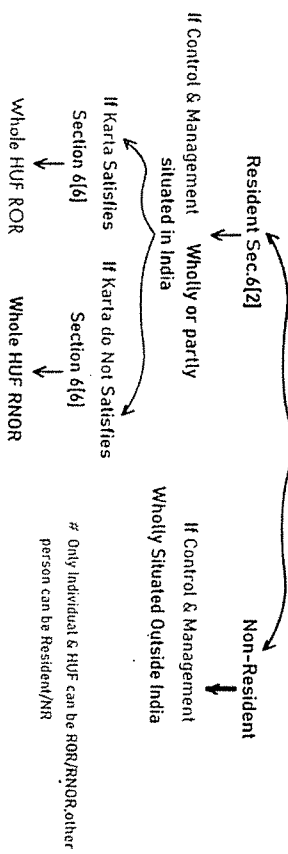 Resident Sec.6[2]
If Control & Management Wholly or partly
situated in India
If Karta Satisfies
Section 6[6]
Whole HUF ROR
If Karta do Not Satisfies
Section 6[6]
Whole HUF RNOR
Non-Resident
If Control & Management
Wholly Situated Outside India
# Only Individual & HUF can be ROR/RNOR,other
person can be Resident/NR